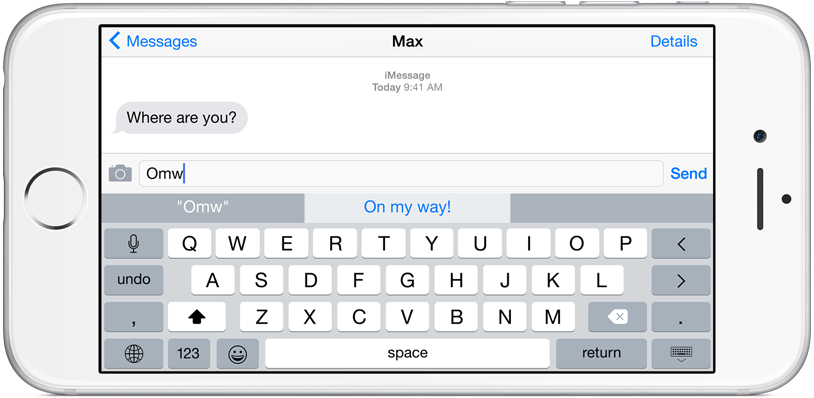 Messages Max Details
iMessage
Today 9:41 AM
Where are you?
Omw Send
"Omw" On my way!
Q W E R T Y U I O P <
undo A S D F G H J K L >
, Z X C V B N M .
123 space return